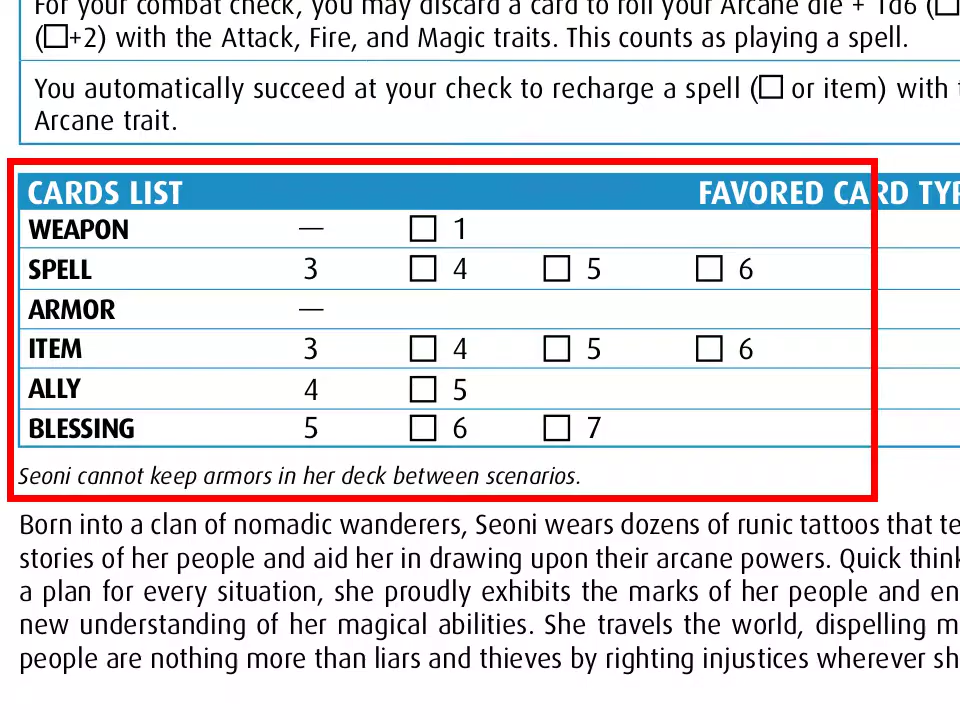 For your combat check, you may discard a card to roll your Arcane die + 1d6 (☐
(☐+2) with the Attack, Fire, and Magic traits. This counts as playing a spell.
You automatically succeed at your check to recharge a spell (☐ or item) with
Arcane trait.
CARDS LIST FAVORED CARD
WEAPON — ☐ 1
SPELL 3 ☐ 4 ☐ 5 ☐ 6
ARMOR —
ITEM 3 ☐ 4 ☐ 5 ☐ 6
ALLY 4 ☐ 5
BLESSING 5 ☐ 6 ☐ 7
Seoni cannot keep armors in her deck between scenarios.
Born into a clan of nomadic wanderers, Seoni wears dozens of runic tattoos that
stories of her people and aid her in drawing upon their arcane powers. Quick
a plan for every situation, she proudly exhibits the marks of her people and
new understanding of her magical abilities. She travels the world, dispelling
people are nothing more than liars and thieves by righting injustices wherever